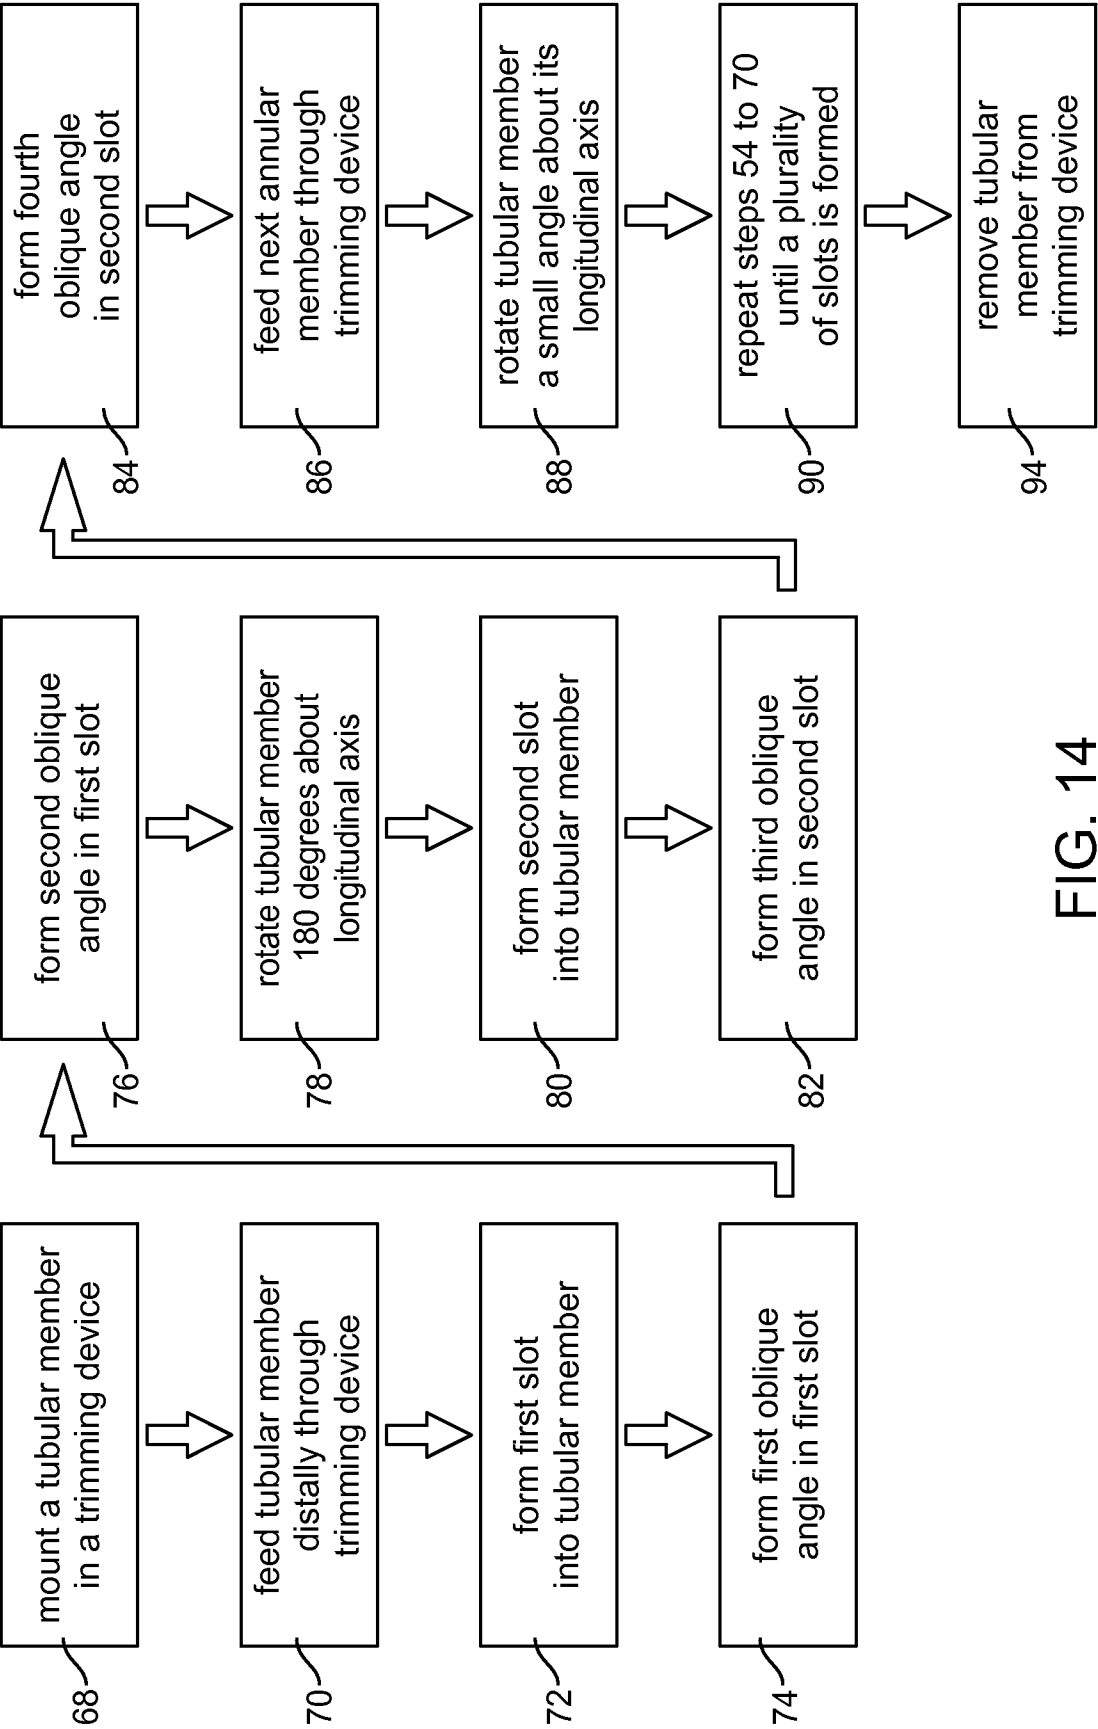 mount a tubular member
in a trimming device
68
feed tubular member
distally through
trimming device
70
form first slot
into tubular member
72
form first oblique
angle in first slot
74
form second oblique
angle in first slot
76
rotate tubular member
180 degrees about
longitudinal axis
78
form second slot
into tubular member
80
form third oblique
angle in second slot
82
form fourth
oblique angle
in second slot
84
feed next annular
member through
trimming device
86
rotate tubular member
a small angle about its
longitudinal axis
88
repeat steps 54 to 70
until a plurality
of slots is formed
90
remove tubular
member from
trimming device
94
FIG. 14